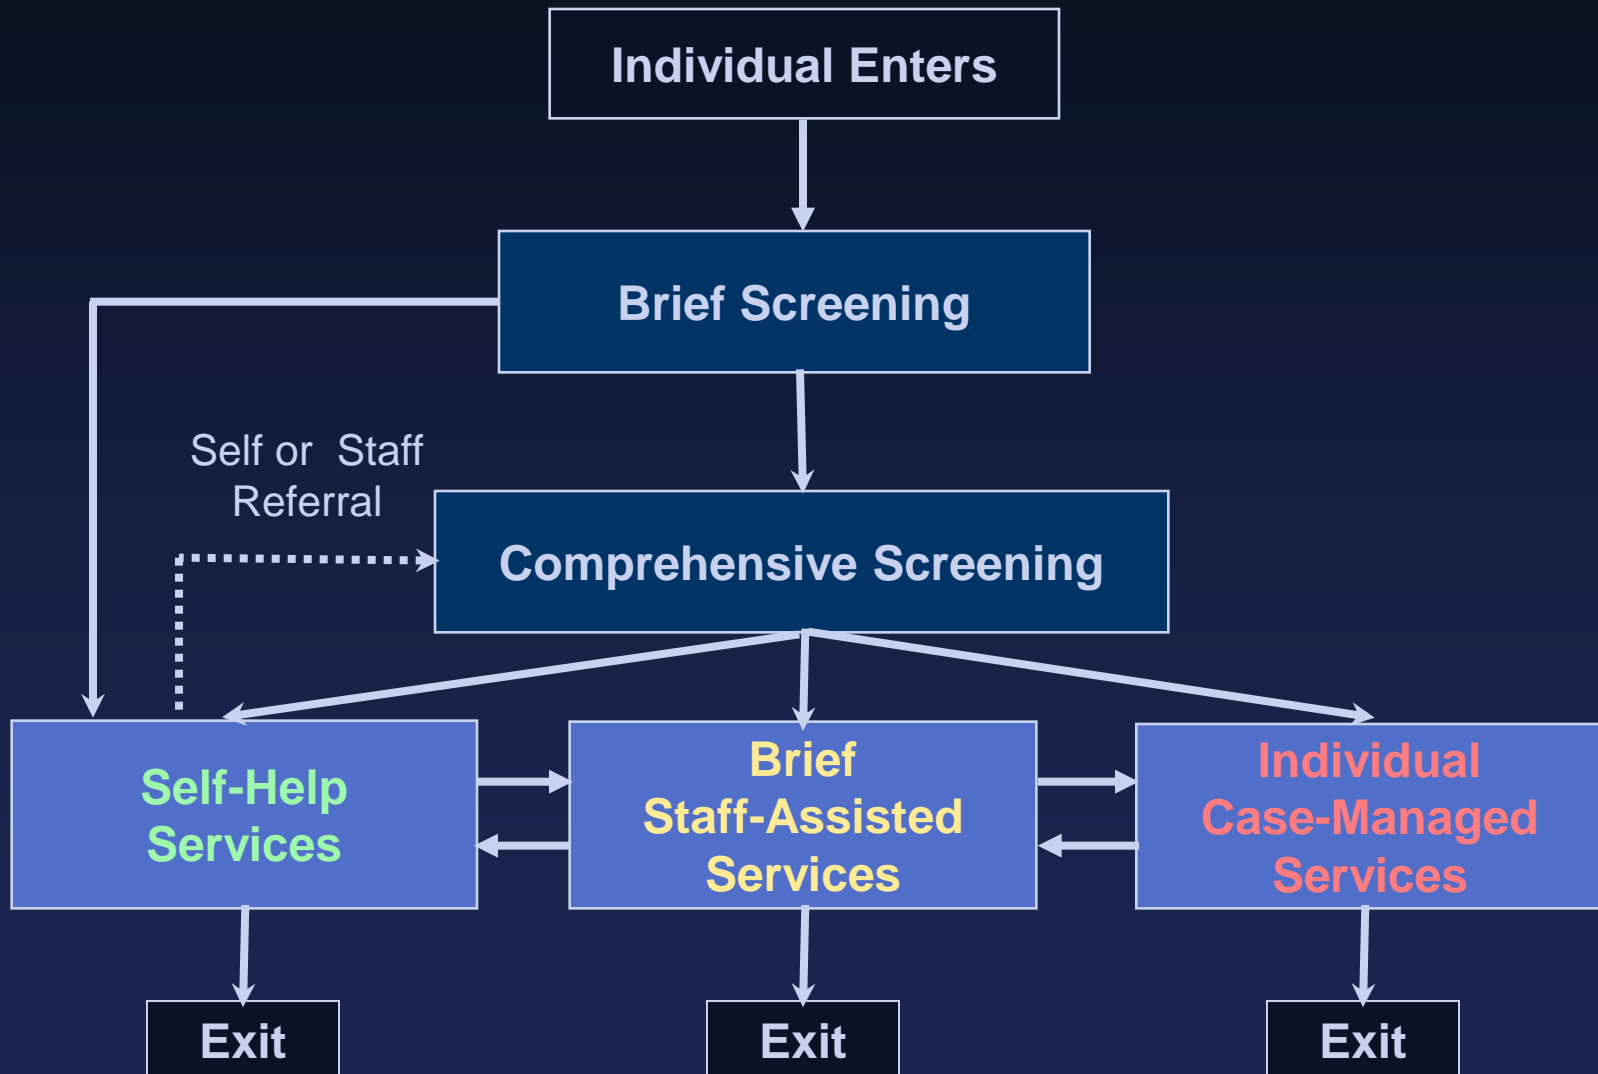 Individual Enters
Brief Screening
Self or Staff
Referral
Comprehensive Screening
Self-Help
Services
Brief
Staff-Assisted
Services
Individual
Case-Managed
Services
Exit
Exit
Exit